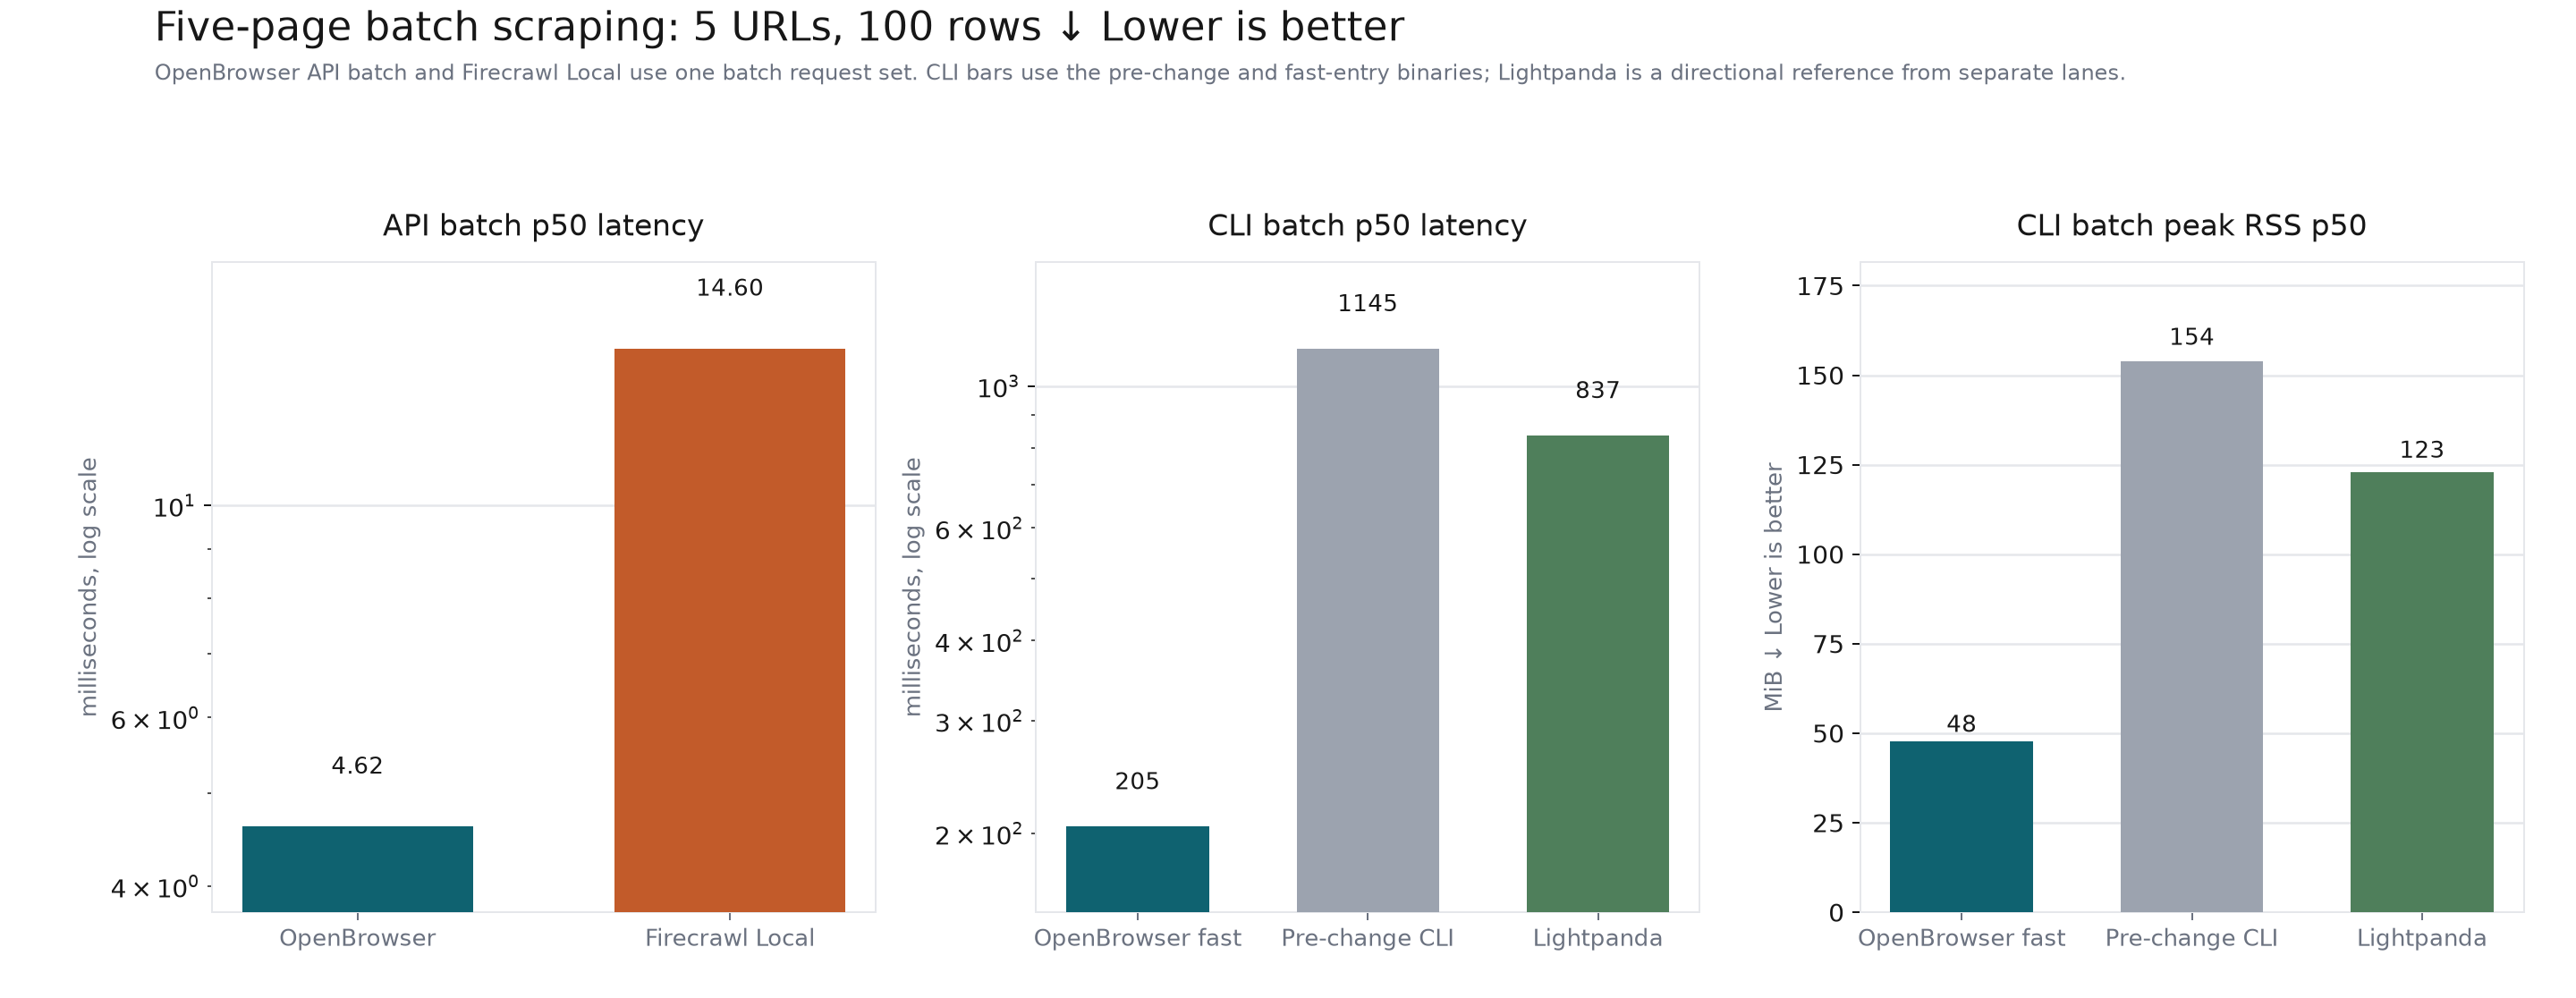 Five-page batch scraping: 5 URLs, 100 rows ↓ Lower is better
OpenBrowser API batch and Firecrawl Local use one batch request set. CLI bars use the pre-change and fast-entry binaries; Lightpanda is a directional reference from separate lanes.
API batch p50 latency
milliseconds, log scale
10¹
6 × 10⁰
4 × 10⁰
14.60
4.62
OpenBrowser Firecrawl Local
CLI batch p50 latency
milliseconds, log scale
10³
6 × 10²
4 × 10²
3 × 10²
2 × 10²
1145
837
205
OpenBrowser fast Pre-change CLI Lightpanda
CLI batch peak RSS p50
MiB ↓ Lower is better
175
150
125
100
75
50
25
0
154
123
48
OpenBrowser fast Pre-change CLI Lightpanda